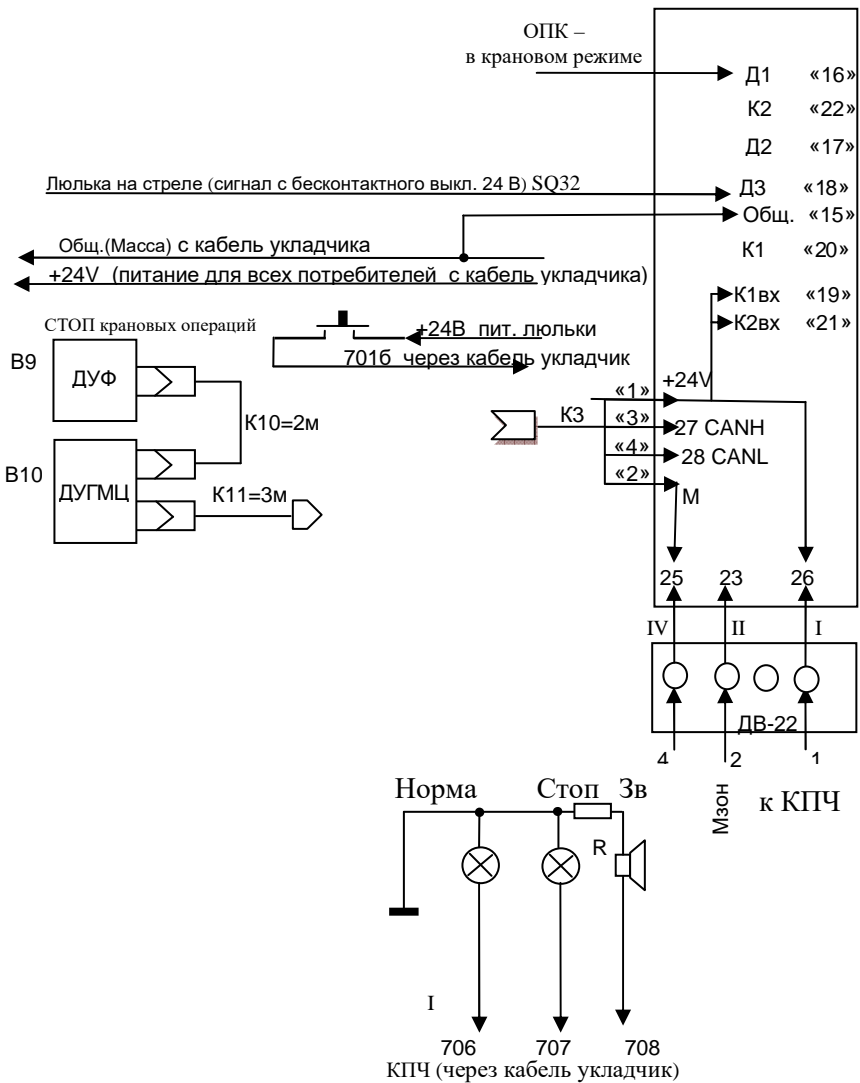 ОПК –
в крановом режиме
Д1 «16»
К2 «22»
Д2 «17»
Люлька на стреле (сигнал с бесконтактного выкл. 24 В) SQ32
Д3 «18»
Общ. «15»
Общ.(Масса) с кабель укладчика
К1 «20»
+24V (питание для всех потребителей с кабель укладчика)
К1вх «19»
К2вх «21»
СТОП крановых операций
+24В пит. люльки
701б через кабель укладчик
В9
ДУФ
«1» +24V
К10=2м
К3
«3» 27 CANH
«4» 28 CANL
В10
ДУГМЦ
«2» М
К11=3м
25 23 26
IV II I
ДВ-22
4 2 1
Мзон
к КПЧ
Норма Стоп Зв
R
I
706 707 708
КПЧ (через кабель укладчик)